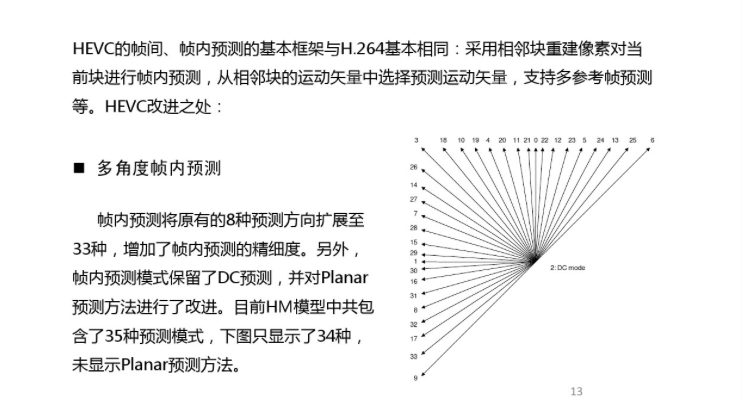 HEVC的帧间、帧内预测的基本框架与H.264基本相同：采用相邻块重建像素对当
前块进行帧内预测，从相邻块的运动矢量中选择预测运动矢量，支持多参考帧预测
等。HEVC改进之处：
■ 多角度帧内预测
帧内预测将原有的8种预测方向扩展至
33种，增加了帧内预测的精细度。另外，
帧内预测模式保留了DC预测，并对Planar
预测方法进行了改进。目前HM模型中共包
含了35种预测模式，下图只显示了34种，
未显示Planar预测方法。
3 18 10 19 4 20 11 21 0 22 12 23 5 24 13 25 6
26
14
27
7
28
15
29
1
30
16
31
8
32
17
33
9
2: DC mode
13